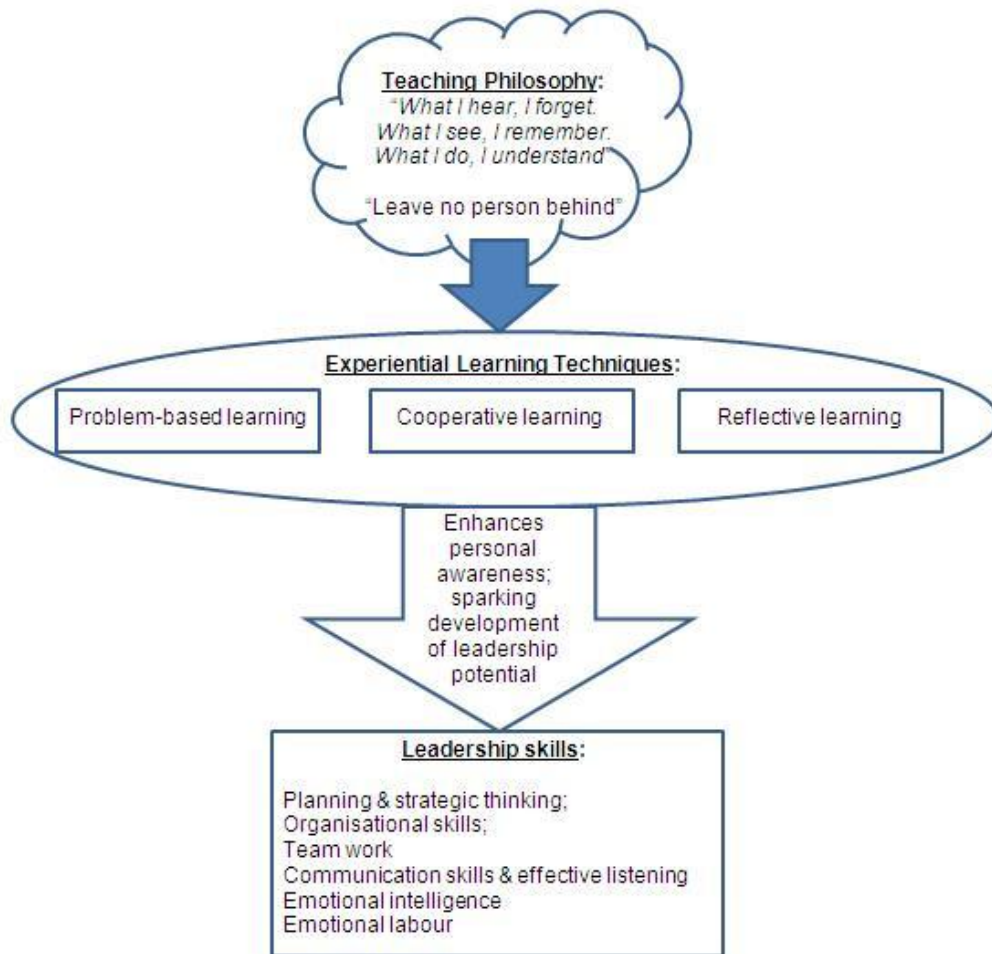 Teaching Philosophy:
“What I hear, I forget.
What I see, I remember.
What I do, I understand”
“Leave no person behind”
Experiential Learning Techniques:
Problem-based learning
Cooperative learning
Reflective learning
Enhances
personal
awareness;
sparking
development
of leadership
potential
Leadership skills:
Planning & strategic thinking;
Organisational skills;
Team work
Communication skills & effective listening
Emotional intelligence
Emotional labour